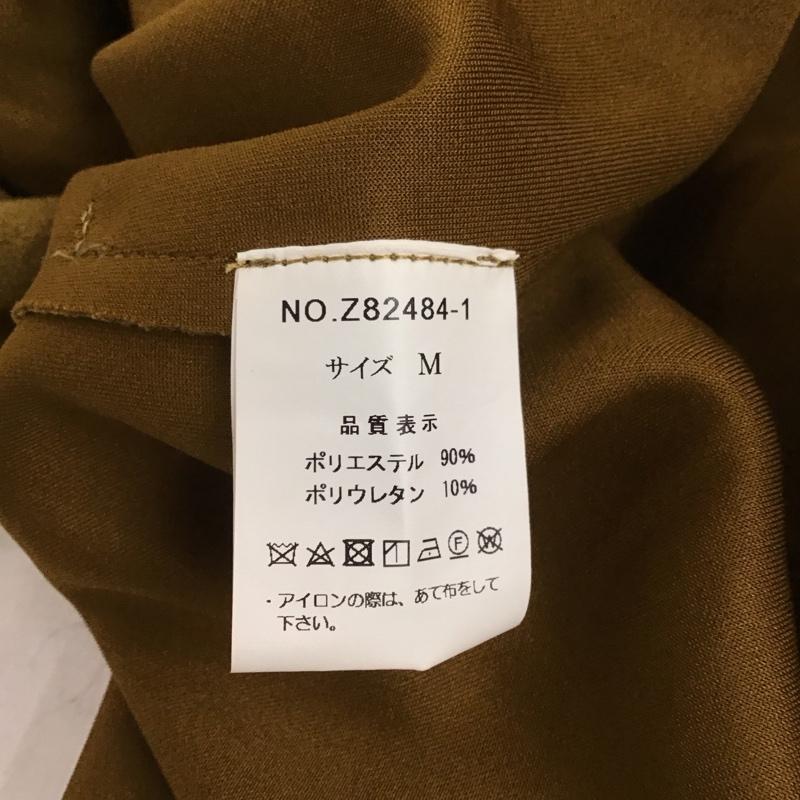 NO.Z82484-1
サイズ M
品質表示
ポリエステル 90%
ポリウレタン 10%
F W
・アイロンの際は、あて布をして
下さい。